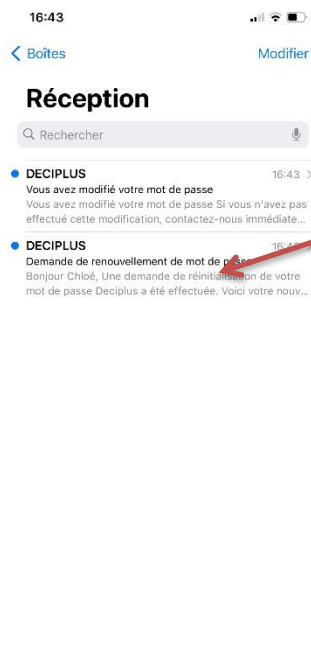 16:43
Boîtes
Modifier
Réception
Rechercher
DECIPLUS
16:43
Vous avez modifié votre mot de passe
Vous avez modifié votre mot de passe Si vous n'avez pas
effectué cette modification, contactez-nous immédiate...
DECIPLUS
16:43
Demande de renouvellement de mot de passe
Bonjour Chloé, Une demande de réinitialisation de votre
mot de passe Deciplus a été effectuée. Voici votre nouv...